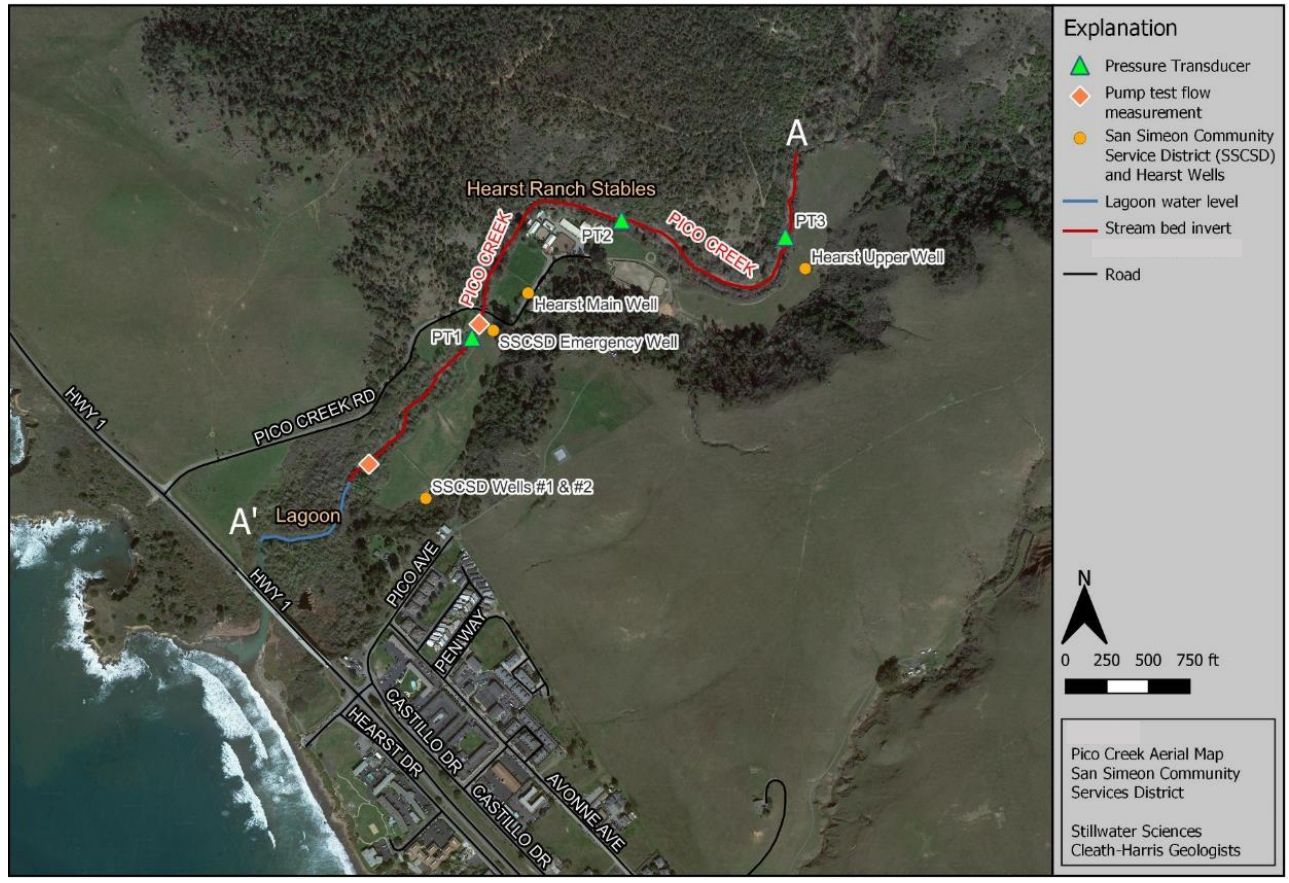 A
Hearst Ranch Stables
PICO CREEK
PT2
PICO CREEK
PT3
Hearst Upper Well
Hearst Main Well
PT1
SSCSD Emergency Well
HWY 1
PICO CREEK RD
SSCSD Wells #1 & #2
A'
Lagoon
HWY 1
PICO AVE
PENIWAY
CASTILLO DR
HEARST DR
CASTILLO DR
AVONNE AVE
Explanation
Pressure Transducer
Pump test flow
measurement
San Simeon Community
Service District (SSCSD)
and Hearst Wells
Lagoon water level
Stream bed invert
Road
N
0 250 500 750 ft
Pico Creek Aerial Map
San Simeon Community
Services District
Stillwater Sciences
Cleath-Harris Geologists